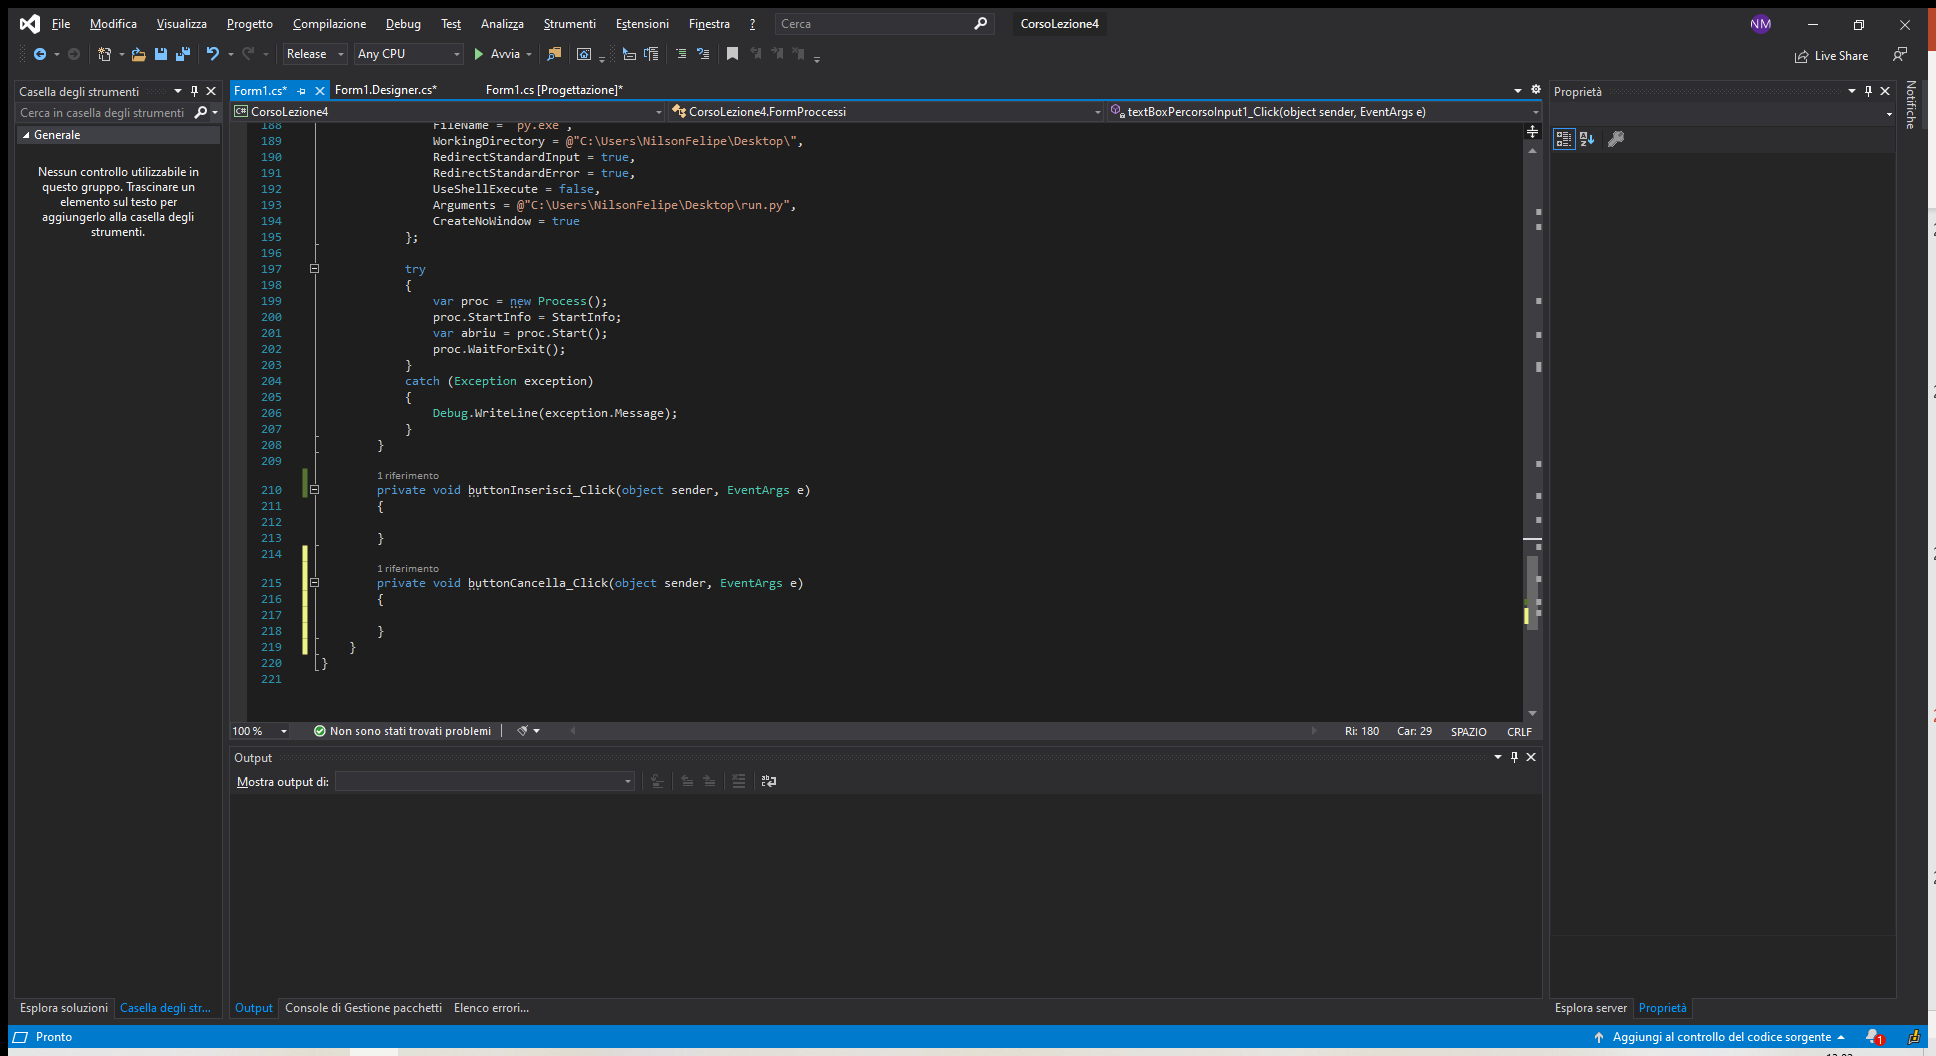 File Modifica Visualizza Progetto Compilazione Debug Test Analizza Strumenti Estensioni Finestra ? Cerca CorsoLezione4 NM
Release Any CPU Avvia Live Share
Casella degli strumenti
Cerca in casella degli strumenti
Generale
Nessun controllo utilizzabile in
questo gruppo. Trascinare un
elemento sul testo per
aggiungerlo alla casella degli
strumenti.
Form1.cs* Form1.Designer.cs* Form1.cs [Progettazione]*
C# CorsoLezione4 CorsoLezione4.FormProccessi textBoxPercorsoInput1_Click(object sender, EventArgs e)
188 FileName = "py.exe",
189 WorkingDirectory = @"C:\Users\NilsonFelipe\Desktop\",
190 RedirectStandardInput = true,
191 RedirectStandardError = true,
192 UseShellExecute = false,
193 Arguments = @"C:\Users\NilsonFelipe\Desktop\run.py",
194 CreateNoWindow = true
195 };
196
197 try
198 {
199 var proc = new Process();
200 proc.StartInfo = StartInfo;
201 var abriu = proc.Start();
202 proc.WaitForExit();
203 }
204 catch (Exception exception)
205 {
206 Debug.WriteLine(exception.Message);
207 }
208 }
209
1 riferimento
210 private void buttonInserisci_Click(object sender, EventArgs e)
211 {
212
213 }
214
1 riferimento
215 private void buttonCancella_Click(object sender, EventArgs e)
216 {
217
218 }
219 }
220 }
221
100 % Non sono stati trovati problemi Ri: 180 Car: 29 SPAZIO CRLF
Output
Mostra output di:
Proprietà
Notifiche
Esplora soluzioni Casella degli str... Output Console di Gestione pacchetti Elenco errori... Esplora server Proprietà
Pronto Aggiungi al controllo del codice sorgente 1